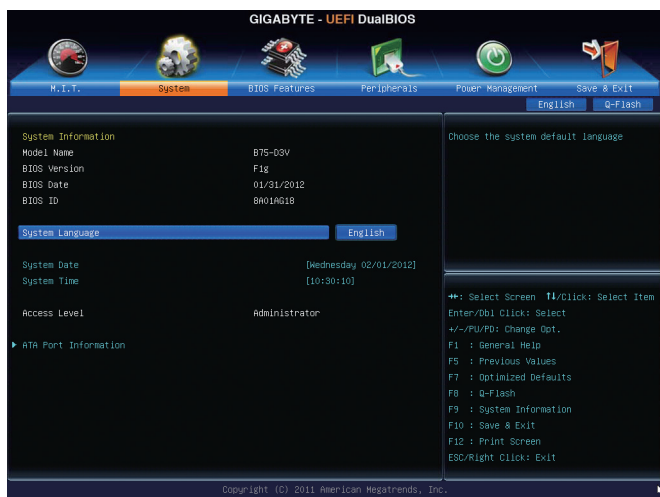 GIGABYTE - UEFI DualBIOS
M.I.T. System BIOS Features Peripherals Power Management Save & Exit
English Q-Flash
System Information
Model Name B75-D3V
BIOS Version F1g
BIOS Date 01/31/2012
BIOS ID 8A01AG18
System Language English
System Date [Wednesday 02/01/2012]
System Time [10:30:10]
Access Level Administrator
ATA Port Information
Choose the system default language
→←: Select Screen ↑↓/Click: Select Item
Enter/Dbl Click: Select
+/-/PU/PD: Change Opt.
F1 : General Help
F5 : Previous Values
F7 : Optimized Defaults
F8 : Q-Flash
F9 : System Information
F10 : Save & Exit
F12 : Print Screen
ESC/Right Click: Exit
Copyright (C) 2011 American Megatrends, Inc.